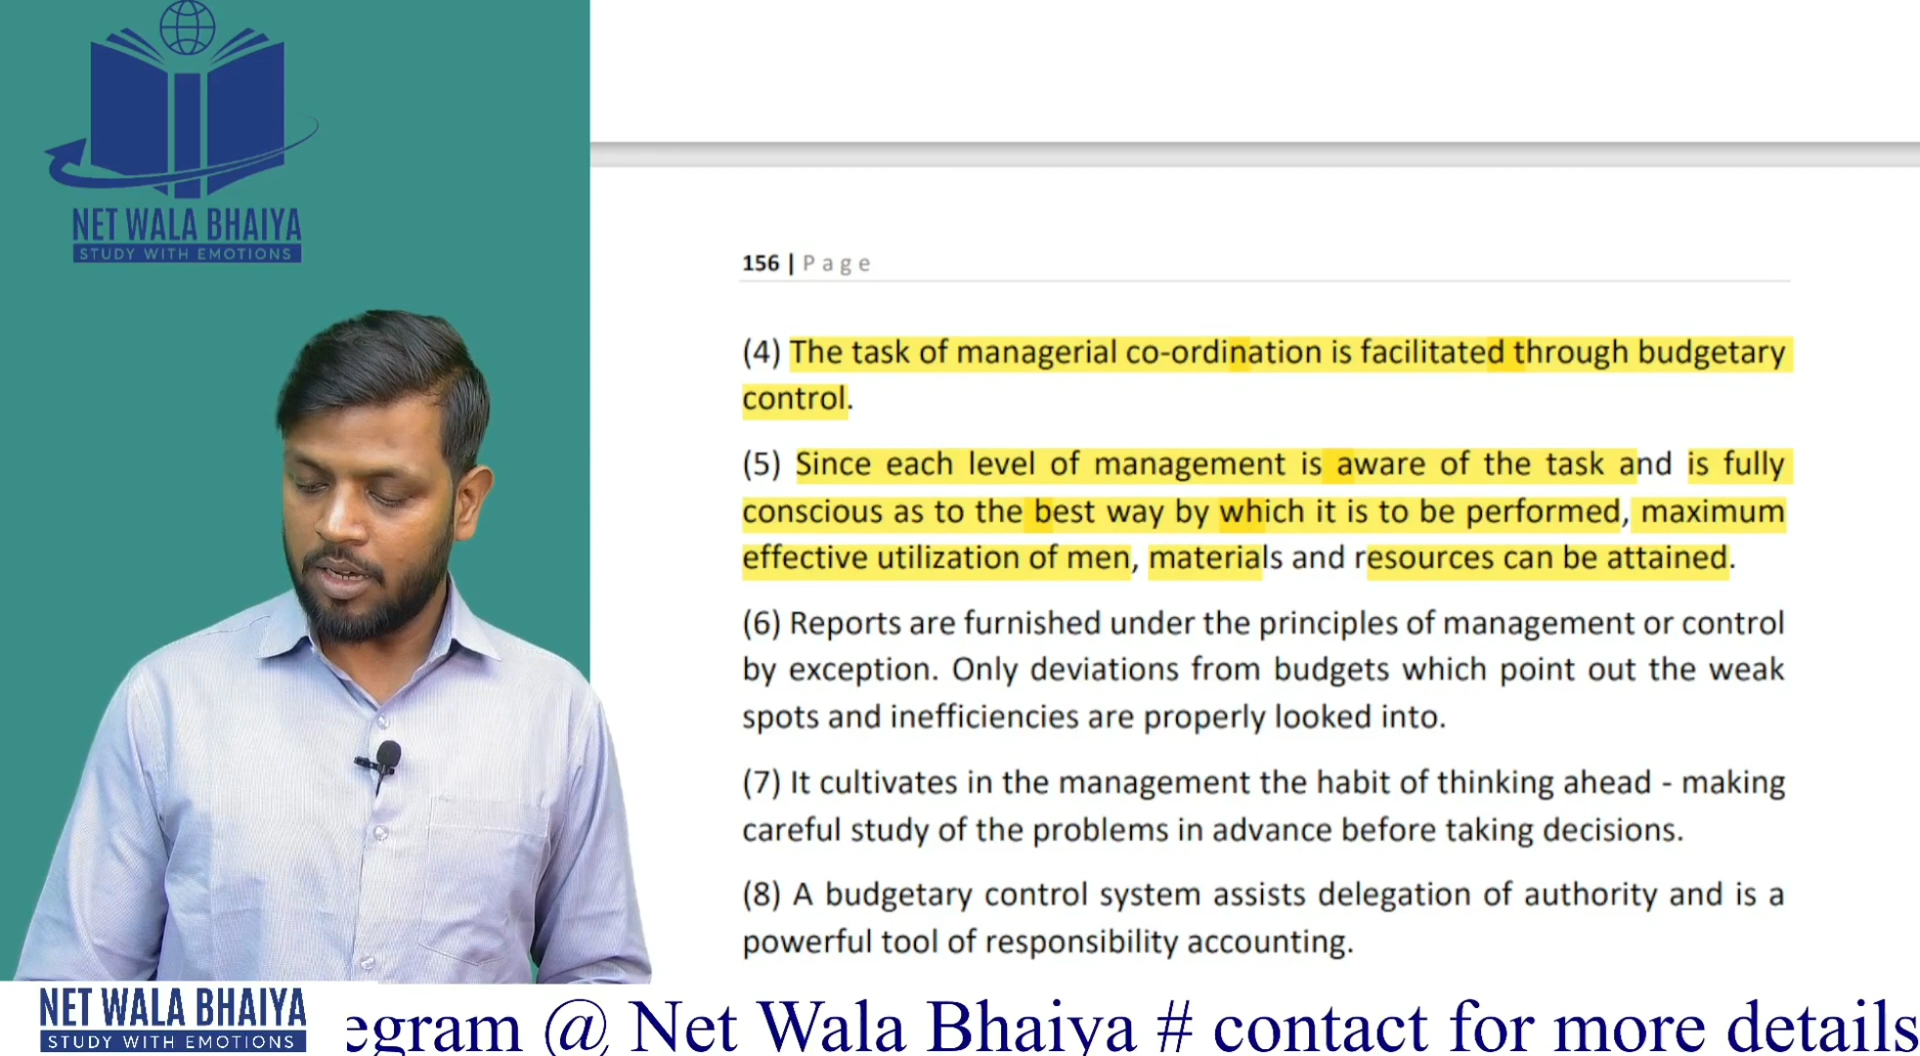 NET WALA BHAIYA
STUDY WITH EMOTIONS
156 | Page
(4) The task of managerial co-ordination is facilitated through budgetary
control.
(5) Since each level of management is aware of the task and is fully
conscious as to the best way by which it is to be performed, maximum
effective utilization of men, materials and resources can be attained.
(6) Reports are furnished under the principles of management or control
by exception. Only deviations from budgets which point out the weak
spots and inefficiencies are properly looked into.
(7) It cultivates in the management the habit of thinking ahead - making
careful study of the problems in advance before taking decisions.
(8) A budgetary control system assists delegation of authority and is a
powerful tool of responsibility accounting.
NET WALA BHAIYA
STUDY WITH EMOTIONS
egram @ Net Wala Bhaiya # contact for more details